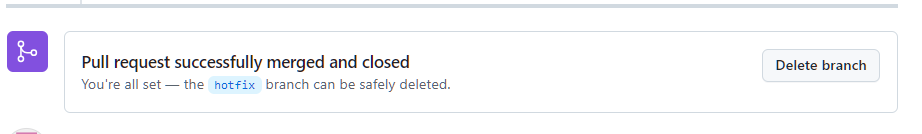 Pull request successfully merged and closed
Delete branch
You're all set — the hotfix branch can be safely deleted.